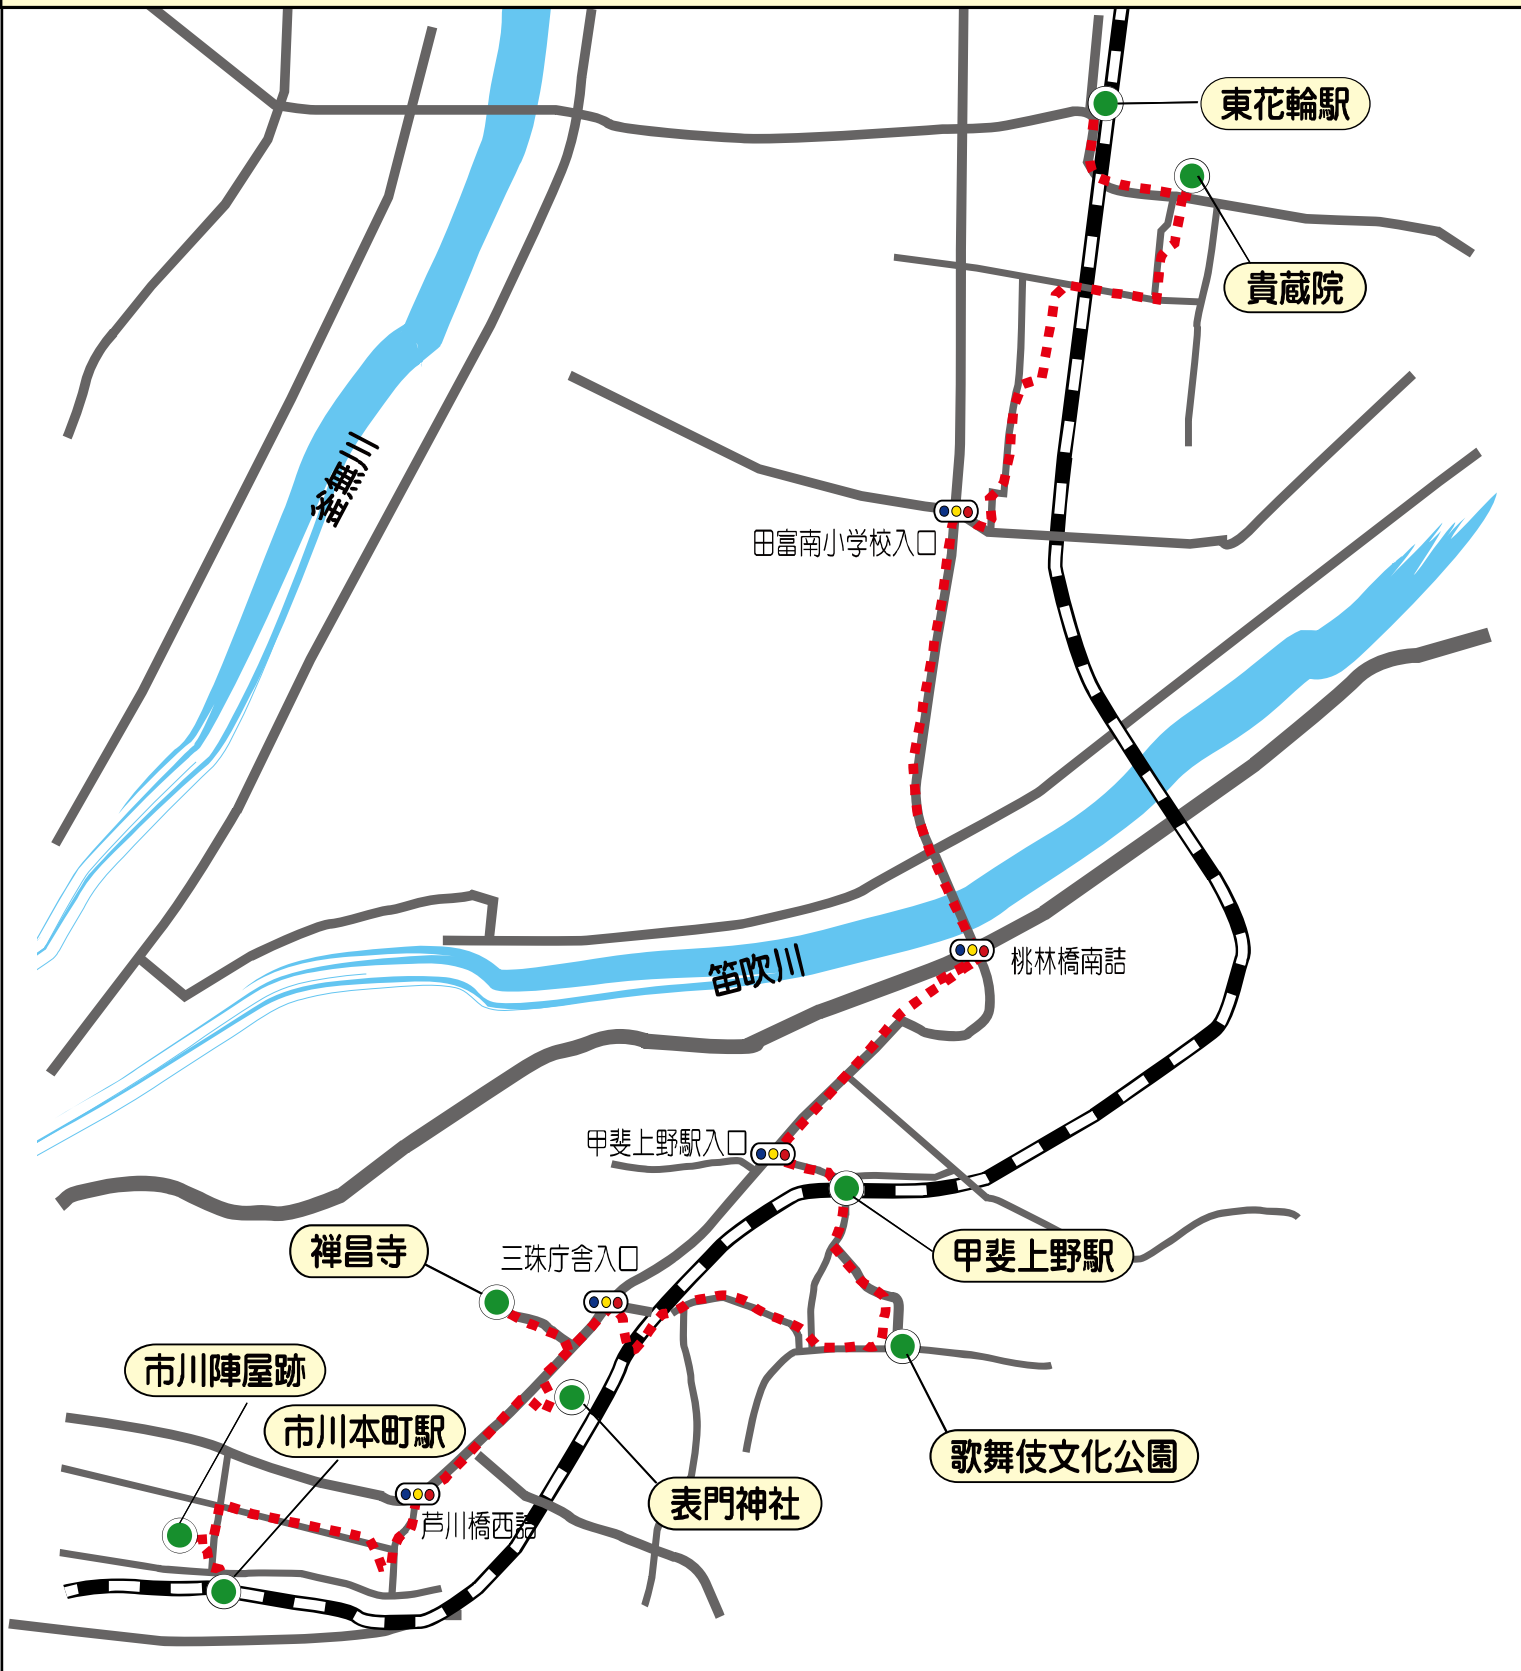 東花輪駅
貴蔵院
釜無川
田富南小学校入口
笛吹川
桃林橋南詰
甲斐上野駅入口
禅昌寺
三珠庁舎入口
甲斐上野駅
市川陣屋跡
市川本町駅
歌舞伎文化公園
表門神社
芦川橋西詰